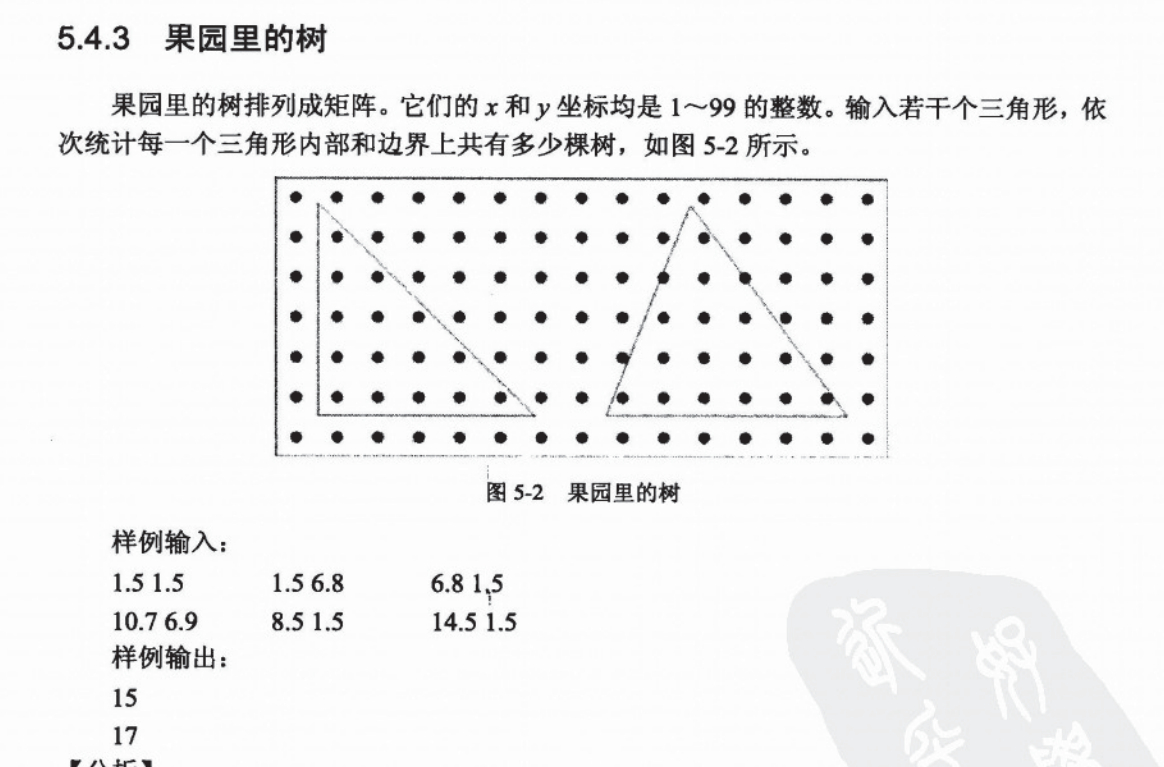 5.4.3 果园里的树
果园里的树排列成矩阵。它们的 x 和 y 坐标均是 1～99 的整数。输入若干个三角形，依
次统计每一个三角形内部和边界上共有多少棵树，如图 5-2 所示。
图 5-2 果园里的树
样例输入：
1.5 1.5 1.5 6.8 6.8 1.5
10.7 6.9 8.5 1.5 14.5 1.5
样例输出：
15
17
【分析】